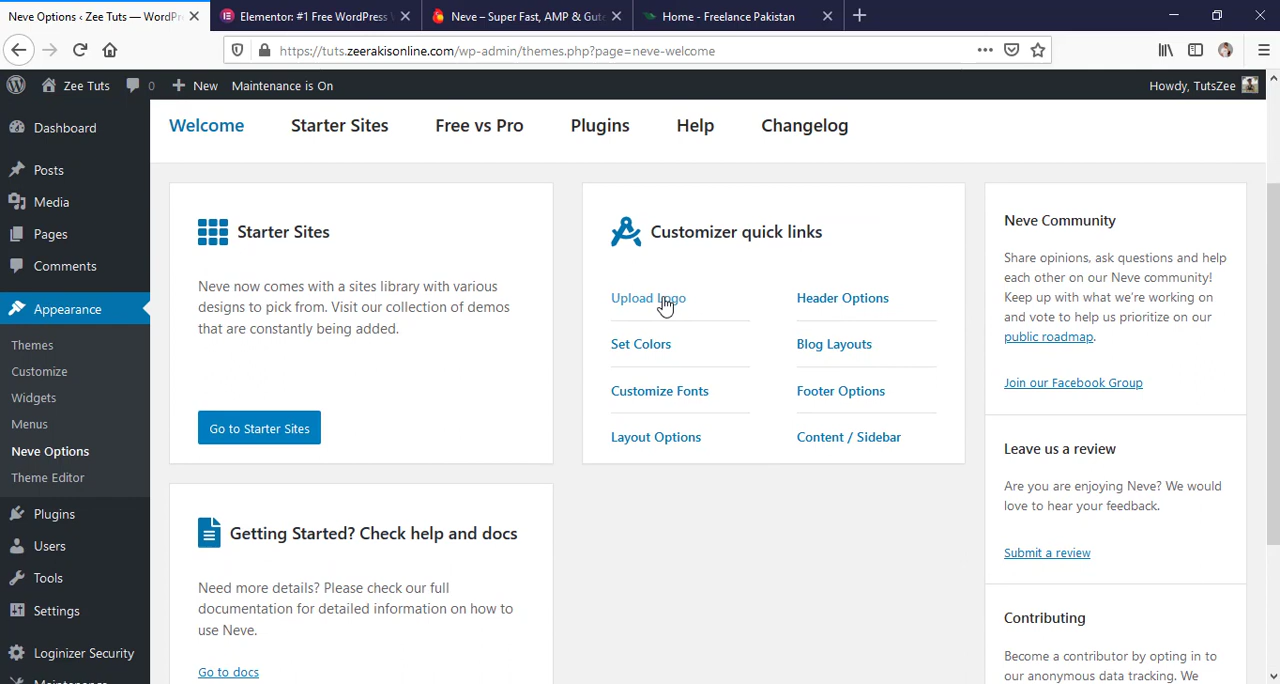 Neve Options ‹ Zee Tuts — WordPr
Elementor: #1 Free WordPress
Neve – Super Fast, AMP & Gut
Home - Freelance Pakistan
https://tuts.zeerakisonline.com/wp-admin/themes.php?page=neve-welcome
Zee Tuts
0
New
Maintenance is On
Howdy, TutsZee
Dashboard
Posts
Media
Pages
Comments
Appearance
Themes
Customize
Widgets
Menus
Neve Options
Theme Editor
Plugins
Users
Tools
Settings
Loginizer Security
Maintenance
Welcome
Starter Sites
Free vs Pro
Plugins
Help
Changelog
Starter Sites
Neve now comes with a sites library with various
designs to pick from. Visit our collection of demos
that are constantly being added.
Go to Starter Sites
Customizer quick links
Upload Logo
Header Options
Set Colors
Blog Layouts
Customize Fonts
Footer Options
Layout Options
Content / Sidebar
Getting Started? Check help and docs
Need more details? Please check our full
documentation for detailed information on how to
use Neve.
Go to docs
Neve Community
Share opinions, ask questions and help
each other on our Neve community!
Keep up with what we're working on
and vote to help us prioritize on our
public roadmap.
Join our Facebook Group
Leave us a review
Are you are enjoying Neve? We would
love to hear your feedback.
Submit a review
Contributing
Become a contributor by opting in to
our anonymous data tracking. We